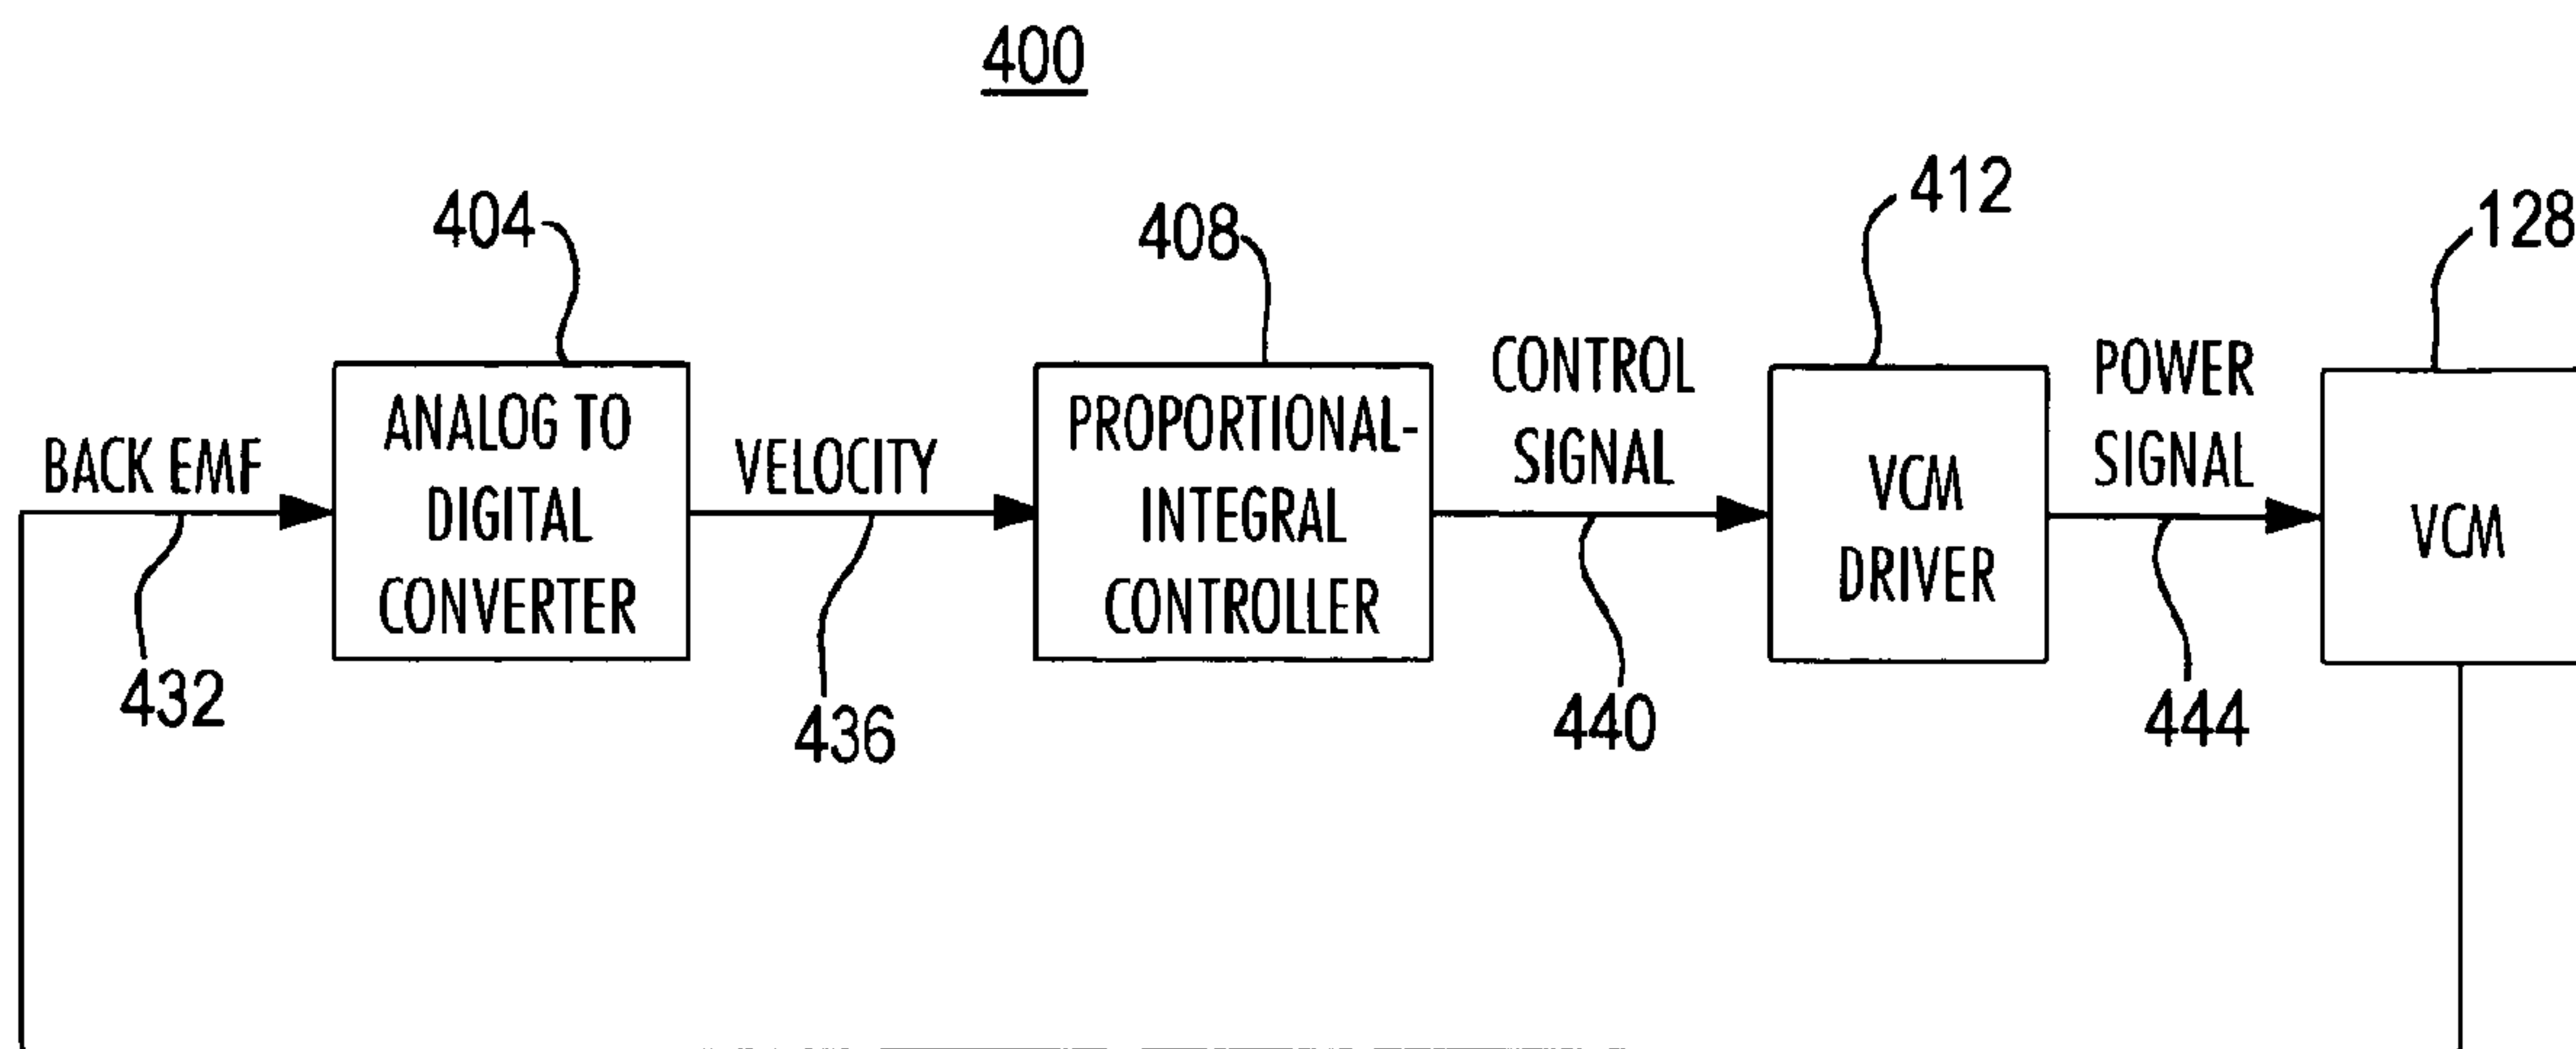 400
404
408
412
128
BACK EMF
ANALOG TO
DIGITAL
CONVERTER
VELOCITY
PROPORTIONAL-
INTEGRAL
CONTROLLER
CONTROL
SIGNAL
VCM
DRIVER
POWER
SIGNAL
VCM
432
436
440
444